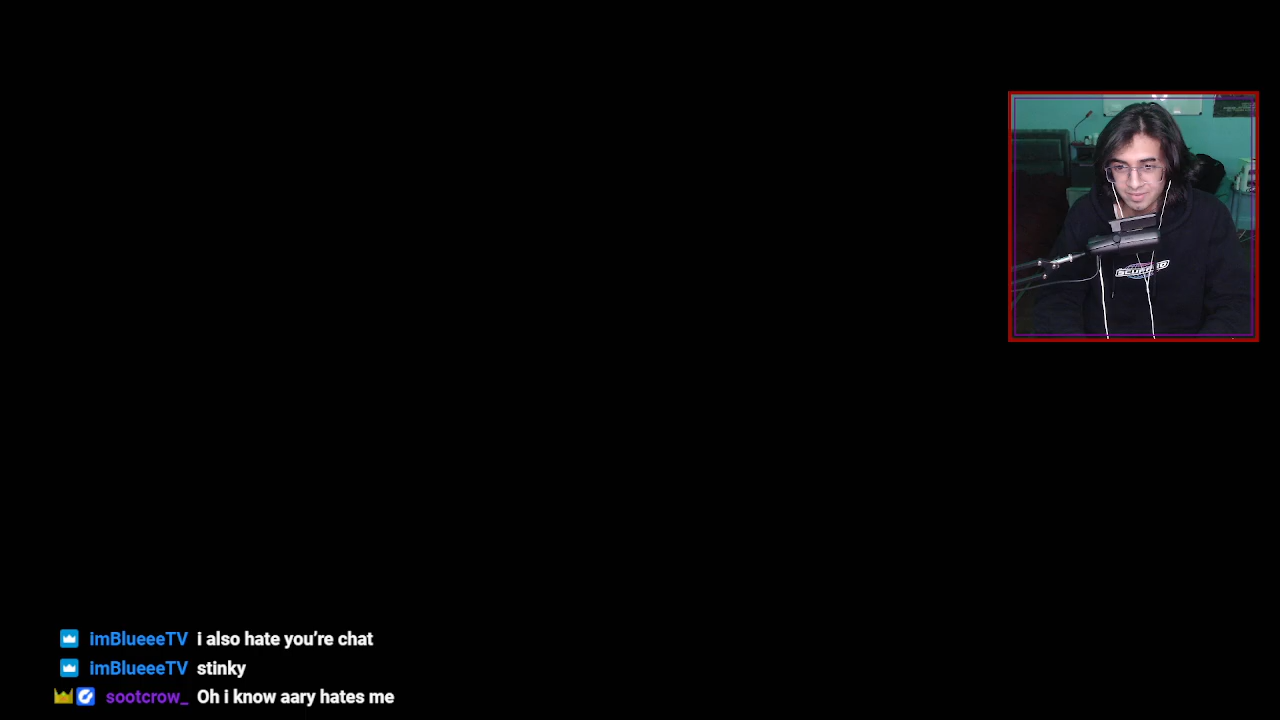 imBlueeeTV i also hate you’re chat
imBlueeeTV stinky
sootcrow_ Oh i know aary hates me